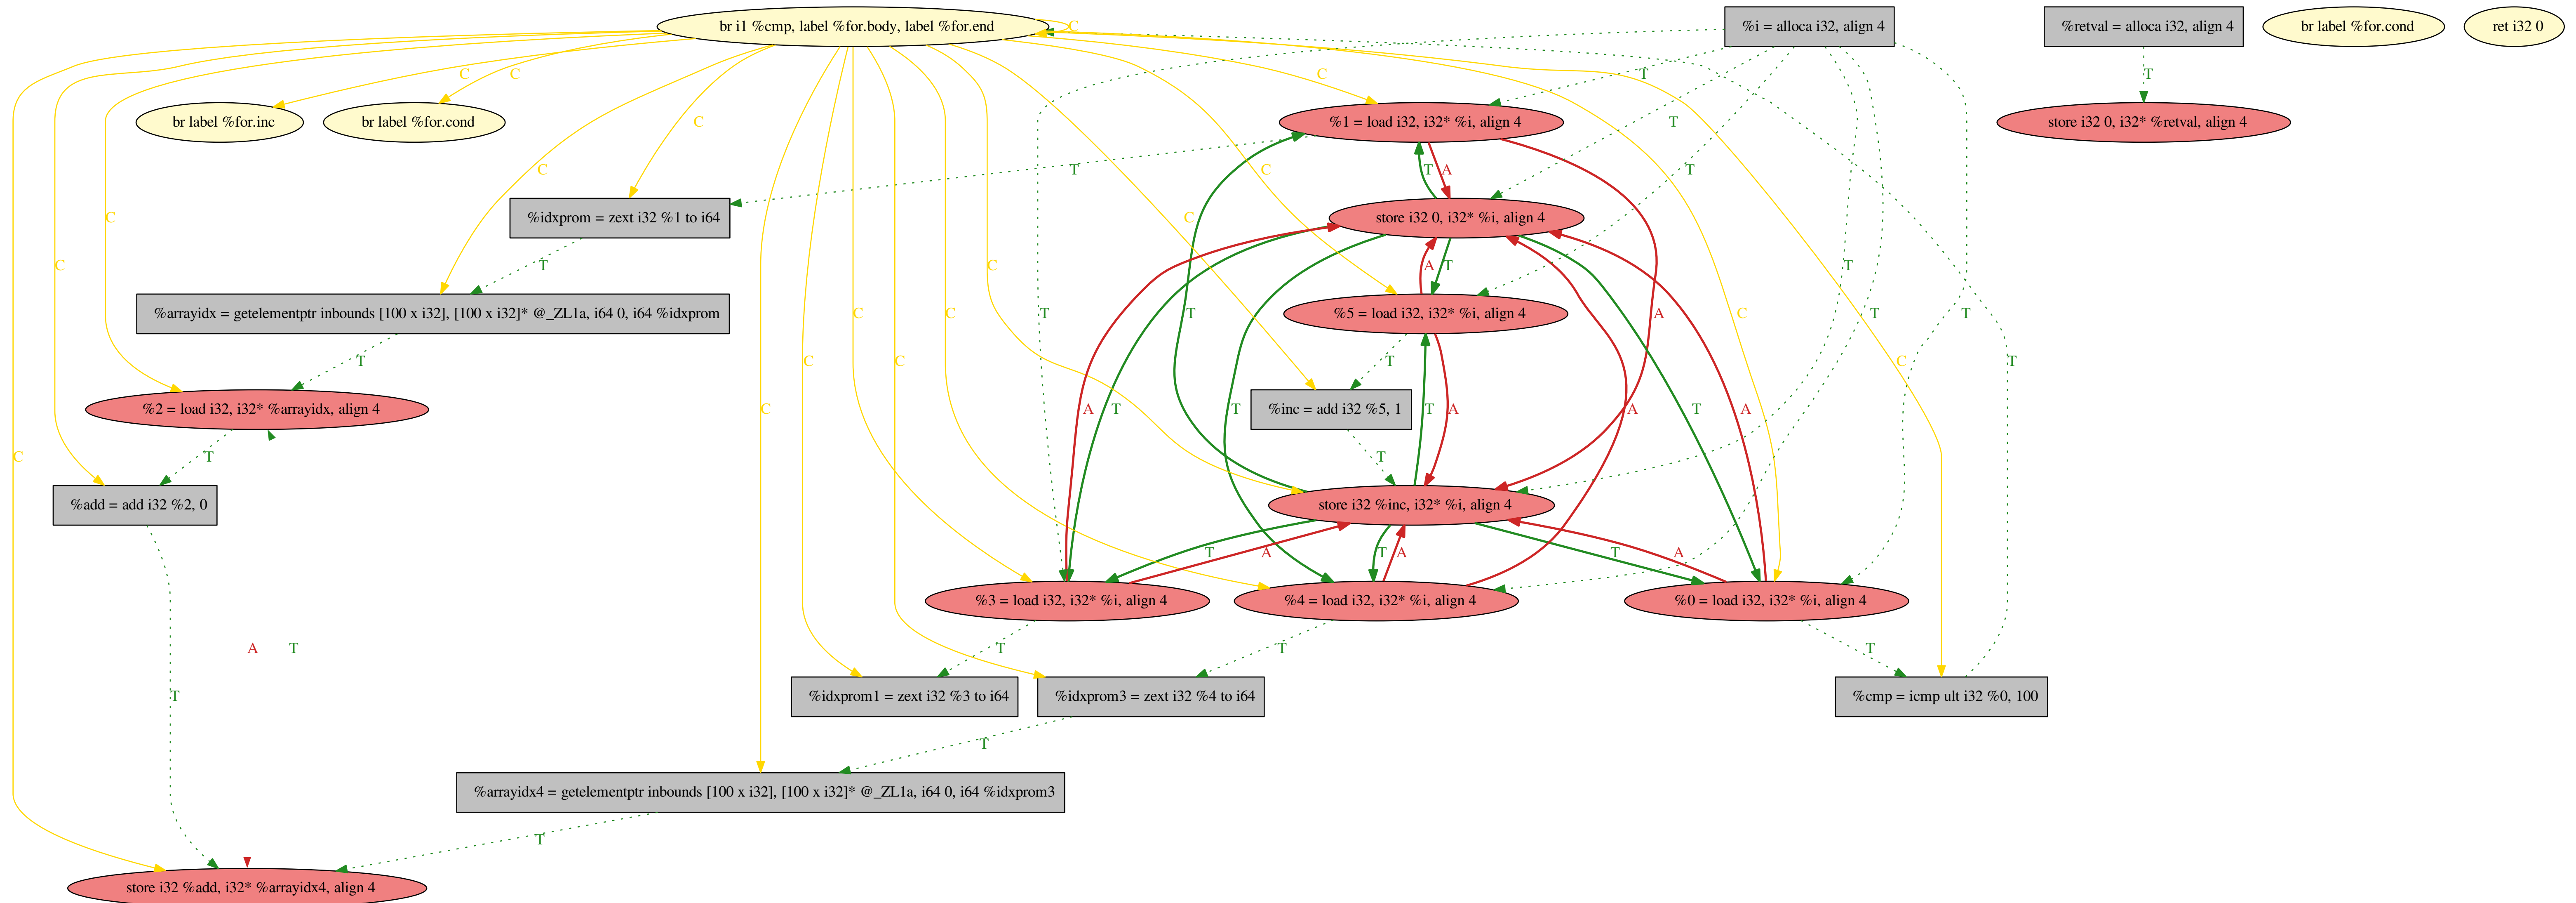 br i1 %cmp, label %for.body, label %for.end
%i = alloca i32, align 4
%retval = alloca i32, align 4
br label %for.cond
ret i32 0
C
C
C
C
T
T
br label %for.inc
br label %for.cond
%1 = load i32, i32* %i, align 4
store i32 0, i32* %retval, align 4
C
T
C
T
C
T
A
T
%idxprom = zext i32 %1 to i64
C
C
store i32 0, i32* %i, align 4
C
T
C
A
T
T
%arrayidx = getelementptr inbounds [100 x i32], [100 x i32]* @_ZL1a, i64 0, i64 %idxprom
C
C
T
T
%5 = load i32, i32* %i, align 4
A
C
T
T
T
C
T
C
T
%2 = load i32, i32* %arrayidx, align 4
C
A
T
T
%inc = add i32 %5, 1
T
A
A
T
A
C
T
T
%add = add i32 %2, 0
store i32 %inc, i32* %i, align 4
T
A
T
A
T
A
%3 = load i32, i32* %i, align 4
%4 = load i32, i32* %i, align 4
%0 = load i32, i32* %i, align 4
A
T
T
T
T
T
%idxprom1 = zext i32 %3 to i64
%idxprom3 = zext i32 %4 to i64
%cmp = icmp ult i32 %0, 100
T
%arrayidx4 = getelementptr inbounds [100 x i32], [100 x i32]* @_ZL1a, i64 0, i64 %idxprom3
T
store i32 %add, i32* %arrayidx4, align 4